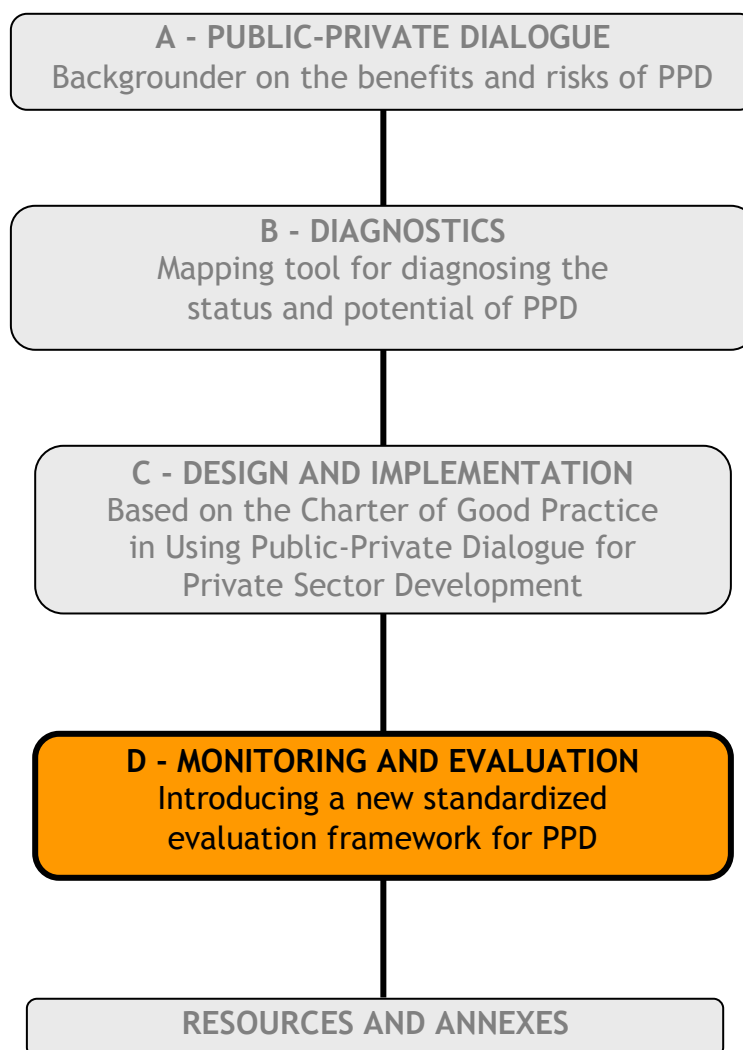 A - PUBLIC-PRIVATE DIALOGUE
Backgrounder on the benefits and risks of PPD
B - DIAGNOSTICS
Mapping tool for diagnosing the
status and potential of PPD
C - DESIGN AND IMPLEMENTATION
Based on the Charter of Good Practice
in Using Public-Private Dialogue for
Private Sector Development
D - MONITORING AND EVALUATION
Introducing a new standardized
evaluation framework for PPD
RESOURCES AND ANNEXES